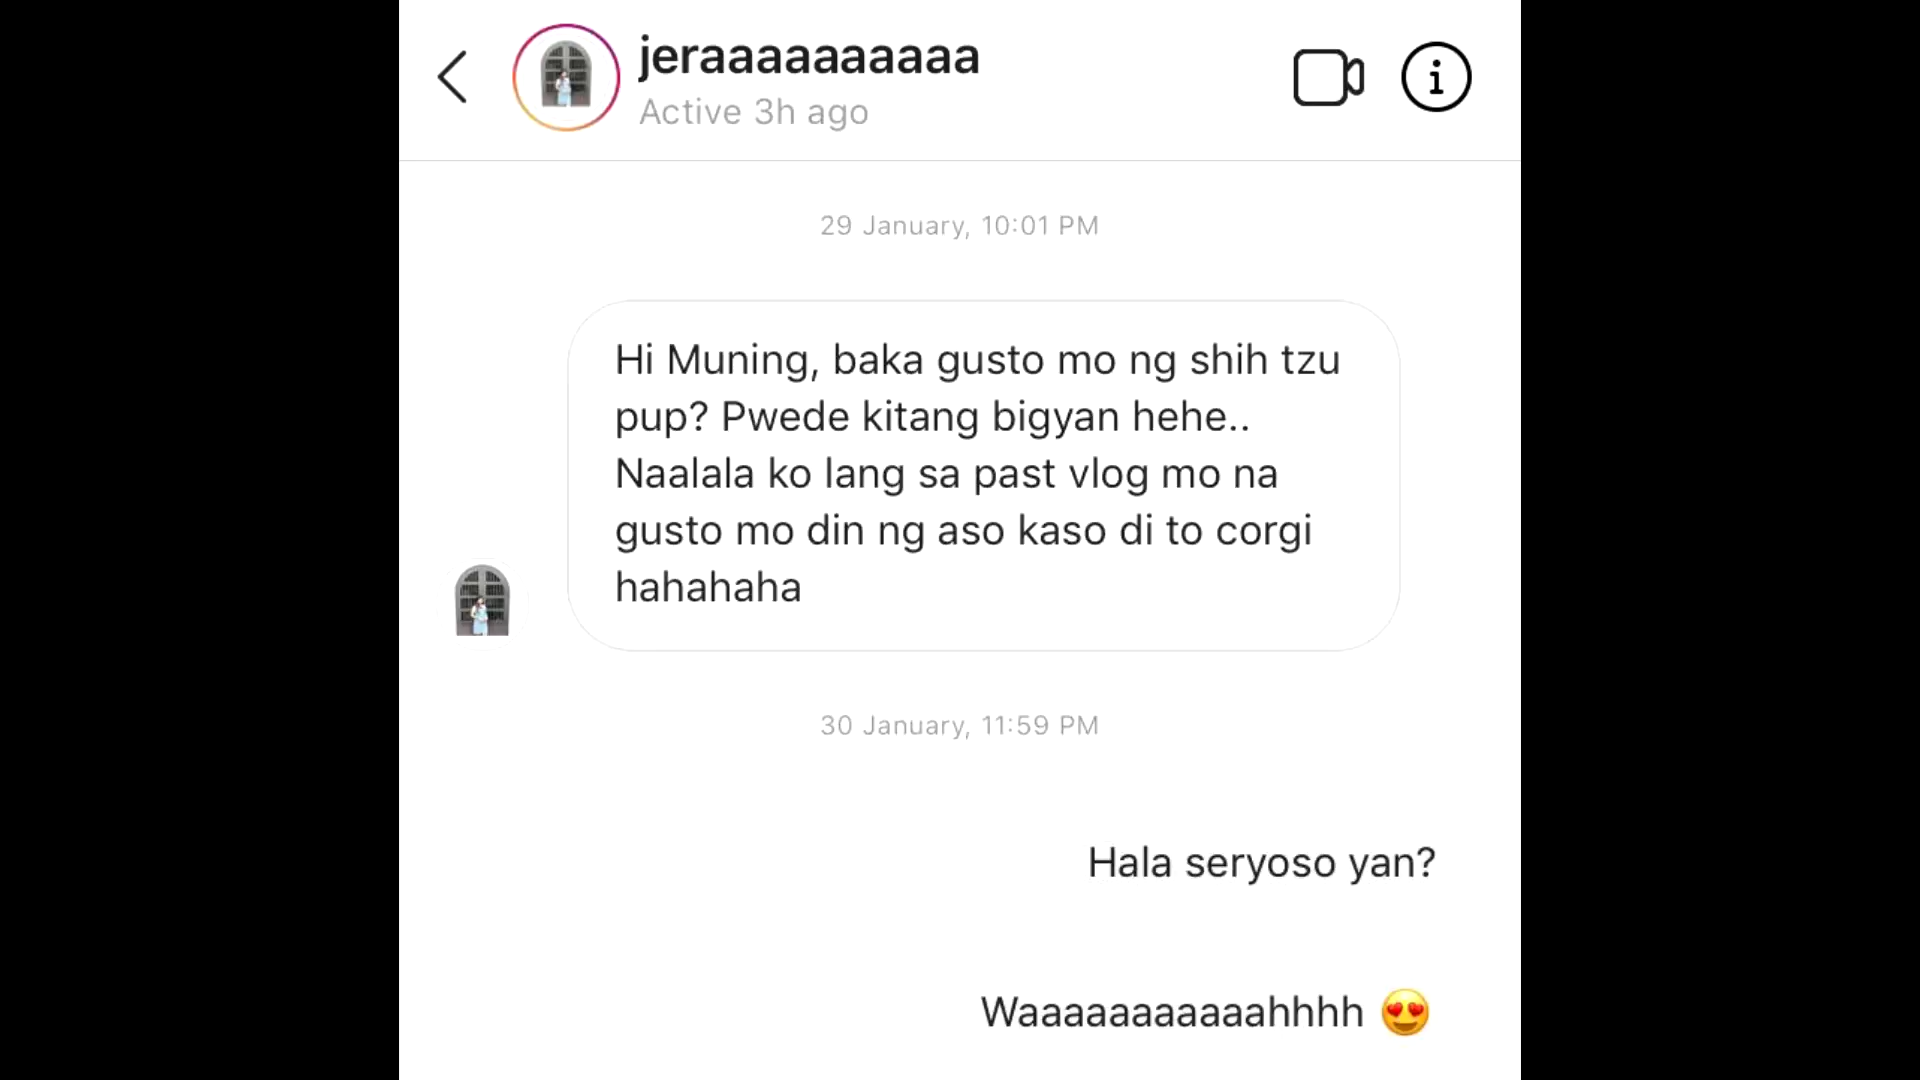 jeraaaaaaaaaaa
Active 3h ago
29 January, 10:01 PM
Hi Muning, baka gusto mo ng shih tzu
pup? Pwede kitang bigyan hehe..
Naalala ko lang sa past vlog mo na
gusto mo din ng aso kaso di to corgi
hahahaha
30 January, 11:59 PM
Hala seryoso yan?
Waaaaaaaaaaahhhh 😍